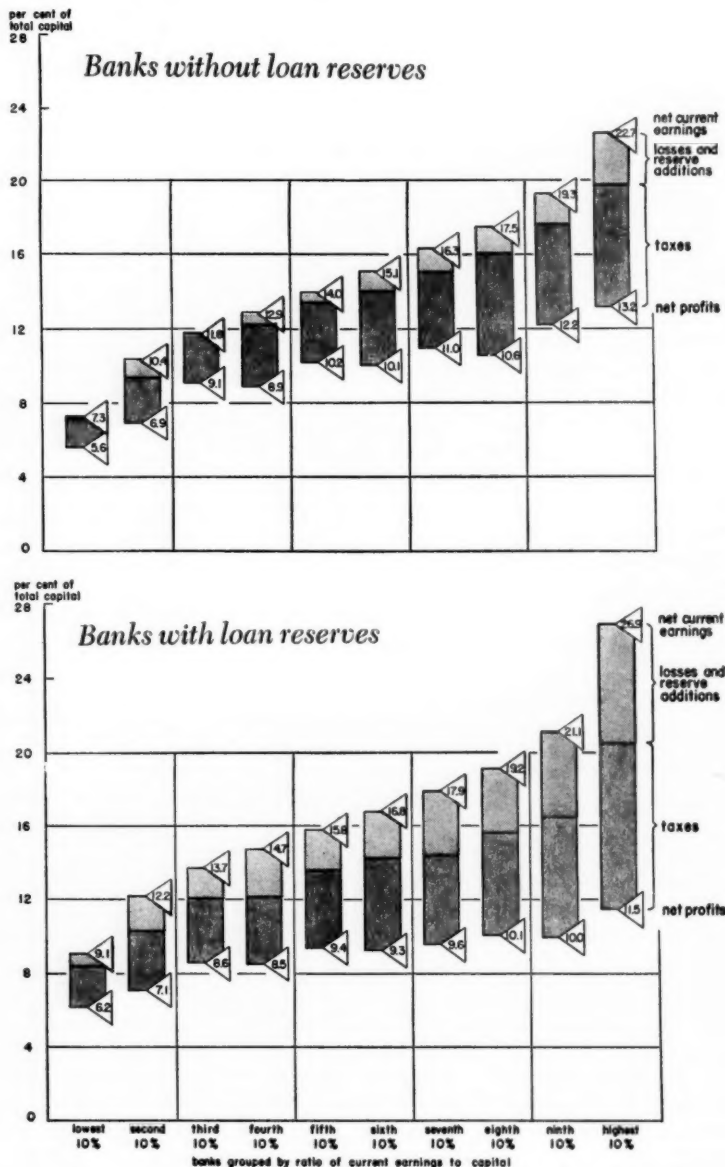 per cent of
total capital
28
Banks without loan reserves
24
20
16
12
8
4
0
7.3
5.6
10.4
6.9
11.8
9.1
12.9
8.9
14.0
10.2
15.1
10.1
16.3
11.0
17.5
10.6
19.3
12.2
22.7
13.2
net current
earnings
losses and
reserve
additions
taxes
net profits
per cent of
total capital
28
Banks with loan reserves
24
20
16
12
8
4
0
9.1
6.2
12.2
7.1
13.7
8.6
14.7
8.5
15.8
9.4
16.8
9.3
17.9
9.6
19.2
10.1
21.1
10.0
26.9
11.5
net current
earnings
losses and
reserve
additions
taxes
net profits
lowest second third fourth fifth sixth seventh eighth ninth highest
10% 10% 10% 10% 10% 10% 10% 10% 10% 10%
banks grouped by ratio of current earnings to capital